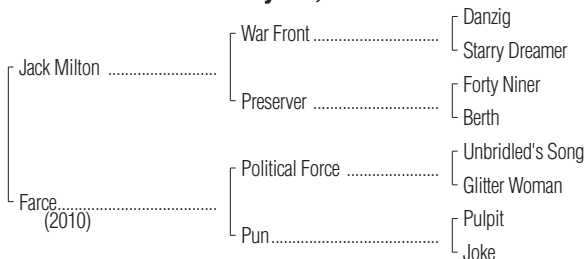 War Front
Danzig
Starry Dreamer
Jack Milton
Preserver
Forty Niner
Berth
Political Force
Unbridled's Song
Glitter Woman
Farce
(2010)
Pun
Pulpit
Joke